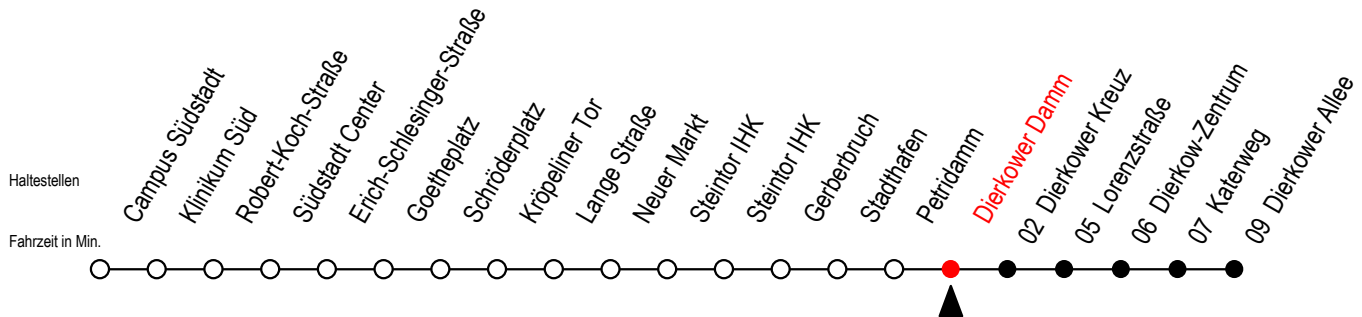 Haltestellen
Fahrzeit in Min.
Campus Südstadt
Klinikum Süd
Robert-Koch-Straße
Südstadt Center
Erich-Schlesinger-Straße
Goetheplatz
Schröderplatz
Kröpeliner Tor
Lange Straße
Neuer Markt
Steintor IHK
Steintor IHK
Gerberbruch
Stadthafen
Petridamm
Dierkower Damm
02 Dierkower Kreuz
05 Lorenzstraße
06 Dierkow-Zentrum
07 Katerweg
09 Dierkower Allee